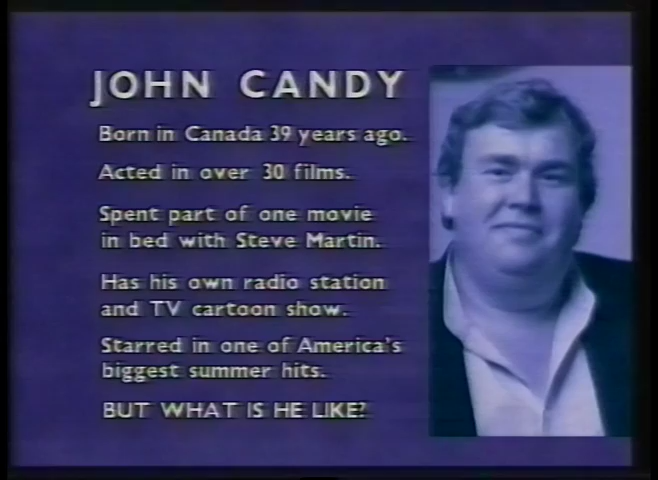 JOHN CANDY
Born in Canada 39 years ago.
Acted in over 30 films.
Spent part of one movie
in bed with Steve Martin.
Has his own radio station
and TV cartoon show.
Starred in one of America's
biggest summer hits.
BUT WHAT IS HE LIKE?